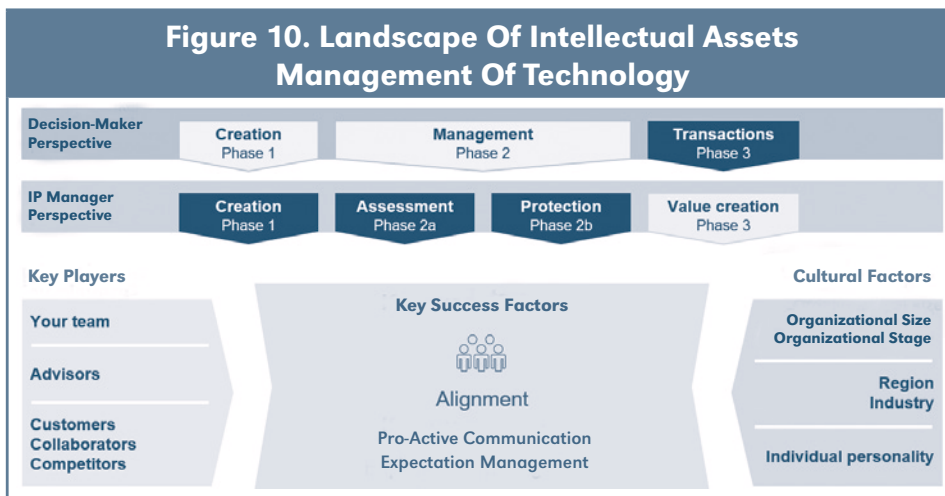 Figure 10. Landscape Of Intellectual Assets
Management Of Technology
Decision-Maker
Perspective
Creation
Phase 1
Management
Phase 2
Transactions
Phase 3
IP Manager
Perspective
Creation
Phase 1
Assessment
Phase 2a
Protection
Phase 2b
Value creation
Phase 3
Key Players
Your team
Advisors
Customers
Collaborators
Competitors
Key Success Factors
Alignment
Pro-Active Communication
Expectation Management
Cultural Factors
Organizational Size
Organizational Stage
Region
Industry
Individual personality